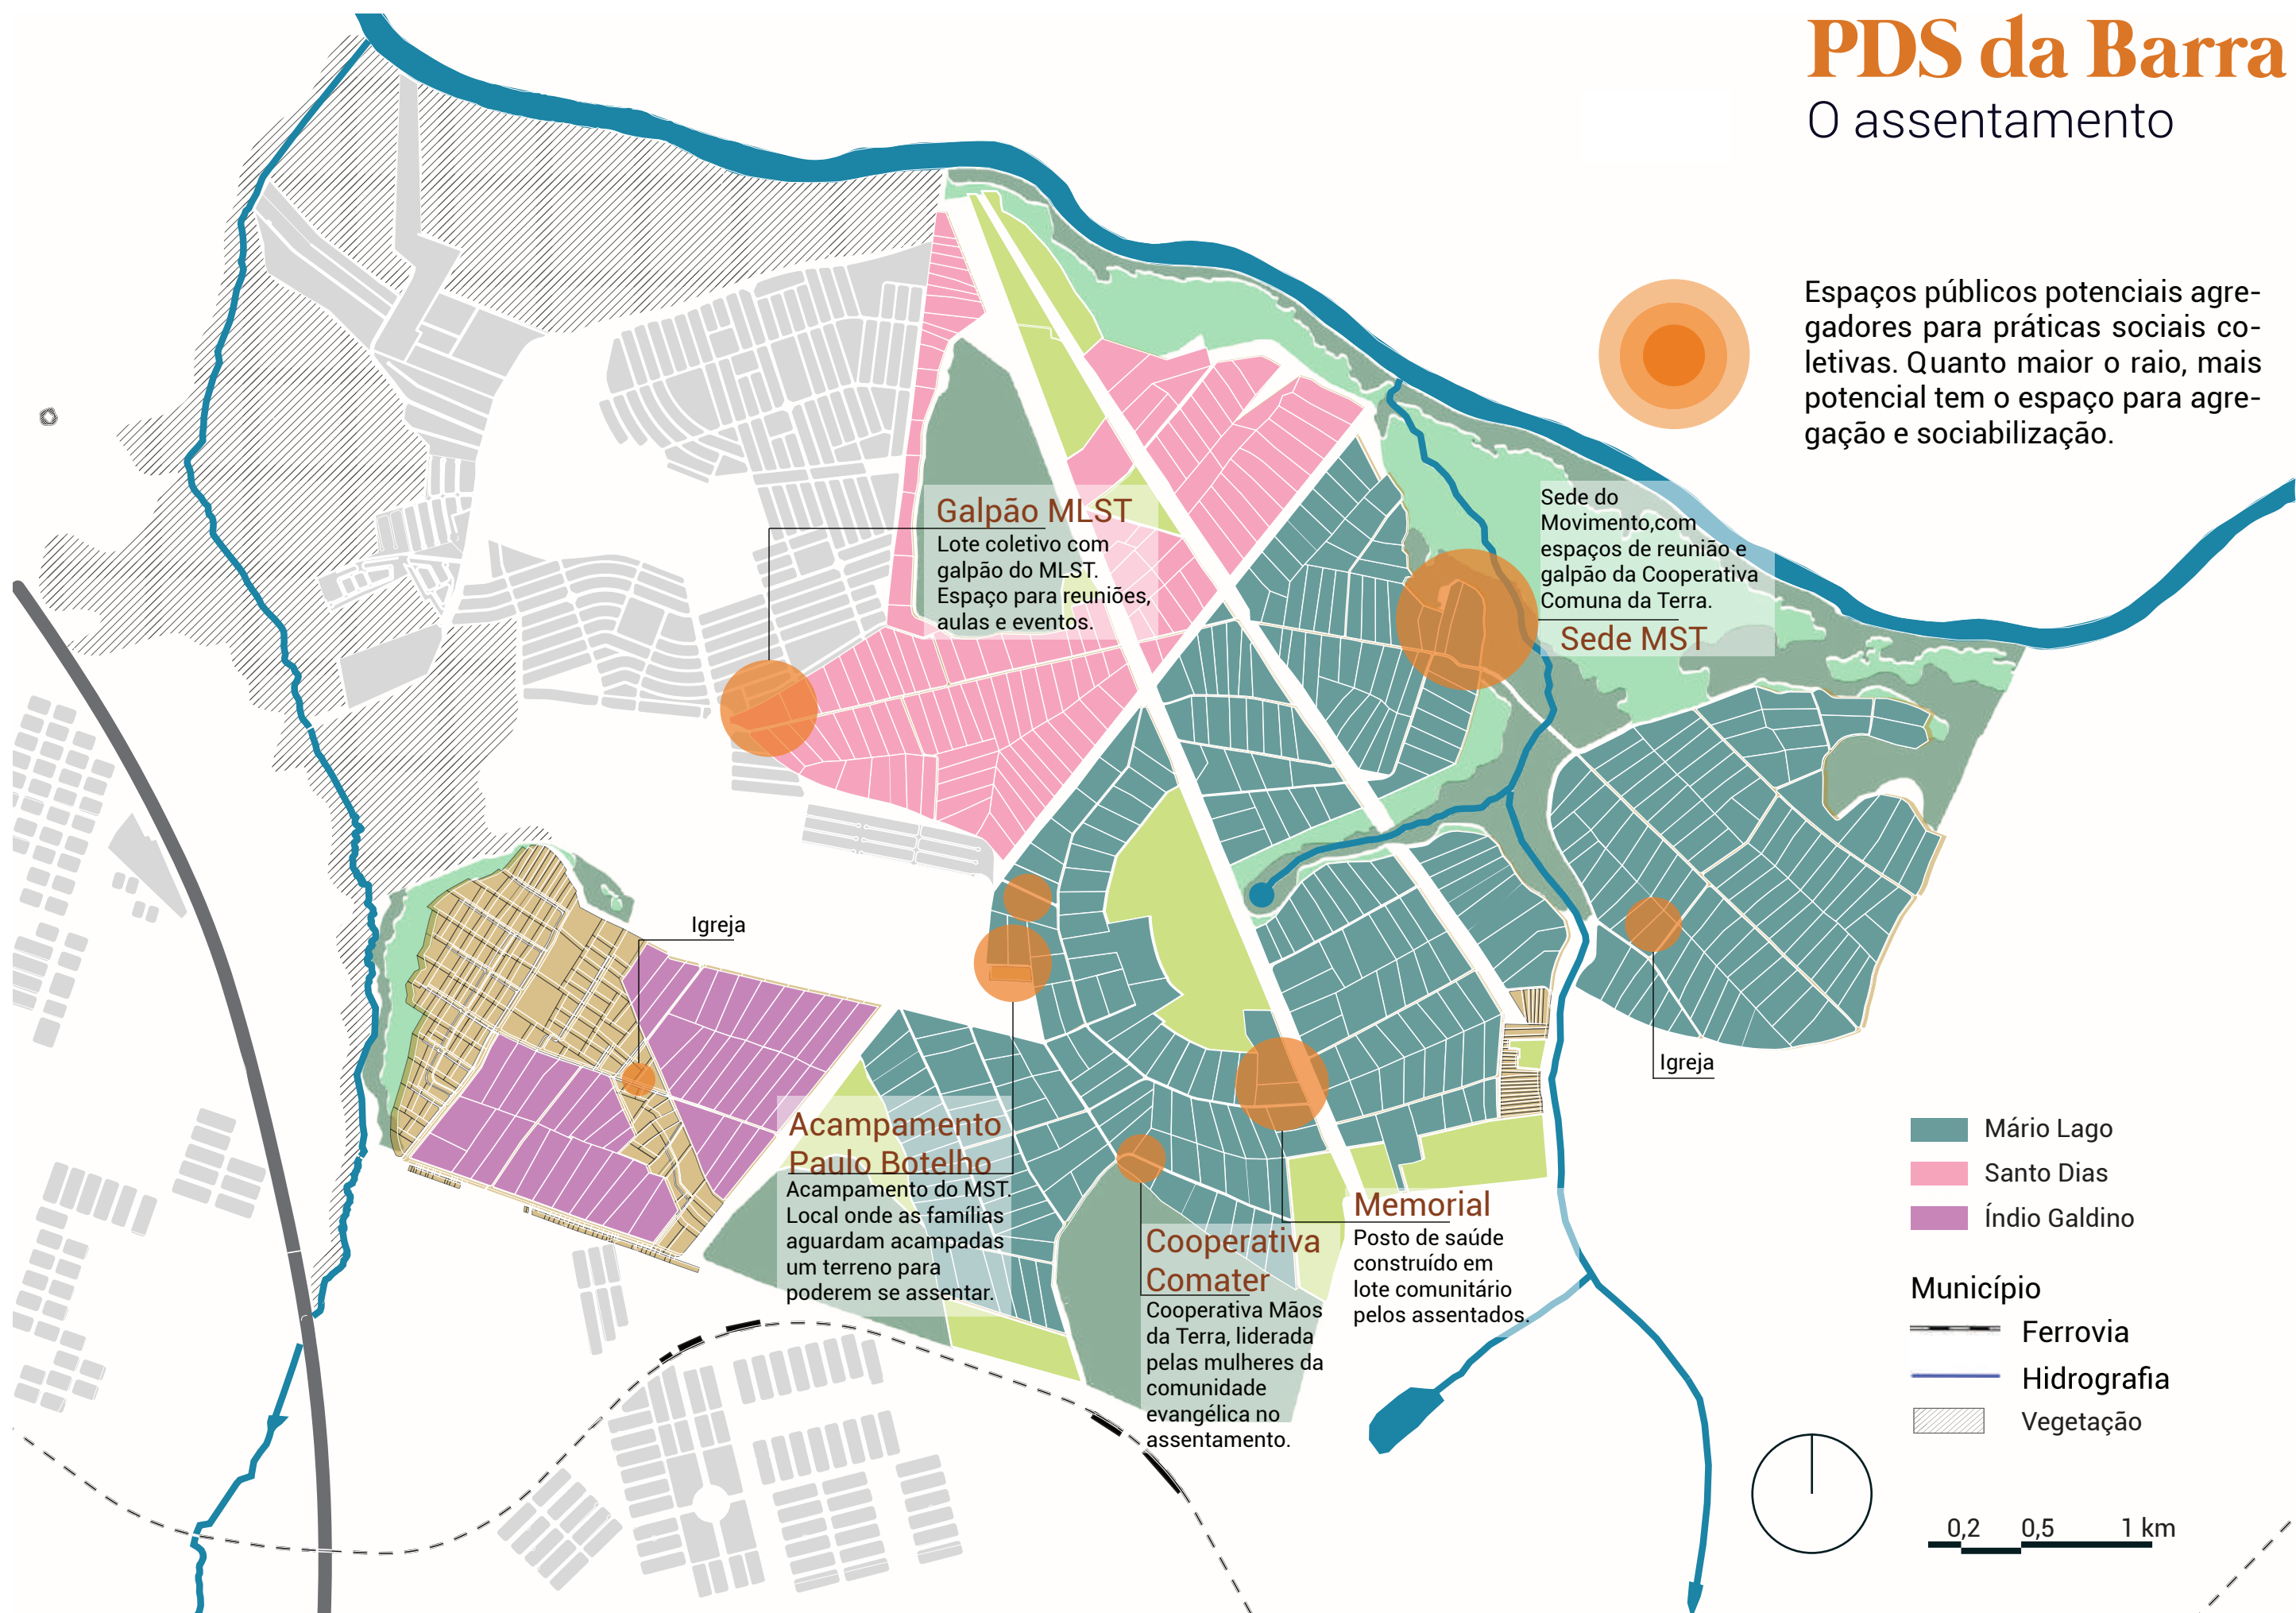 PDS da Barra
O assentamento
Espaços públicos potenciais agre-
gadores para práticas sociais co-
letivas. Quanto maior o raio, mais
potencial tem o espaço para agre-
gação e sociabilização.
Galpão MLST
Lote coletivo com
galpão do MLST.
Espaço para reuniões,
aulas e eventos.
Sede do
Movimento,com
espaços de reunião e
galpão da Cooperativa
Comuna da Terra.
Sede MST
Igreja
Igreja
Acampamento
Paulo Botelho
Acampamento do MST.
Local onde as famílias
aguardam acampadas
um terreno para
poderem se assentar.
Cooperativa
Comater
Cooperativa Mãos
da Terra, liderada
pelas mulheres da
comunidade
evangélica no
assentamento.
Memorial
Posto de saúde
construído em
lote comunitário
pelos assentados.
Mário Lago
Santo Dias
Índio Galdino
Município
Ferrovia
Hidrografia
Vegetação
0,2 0,5 1 km